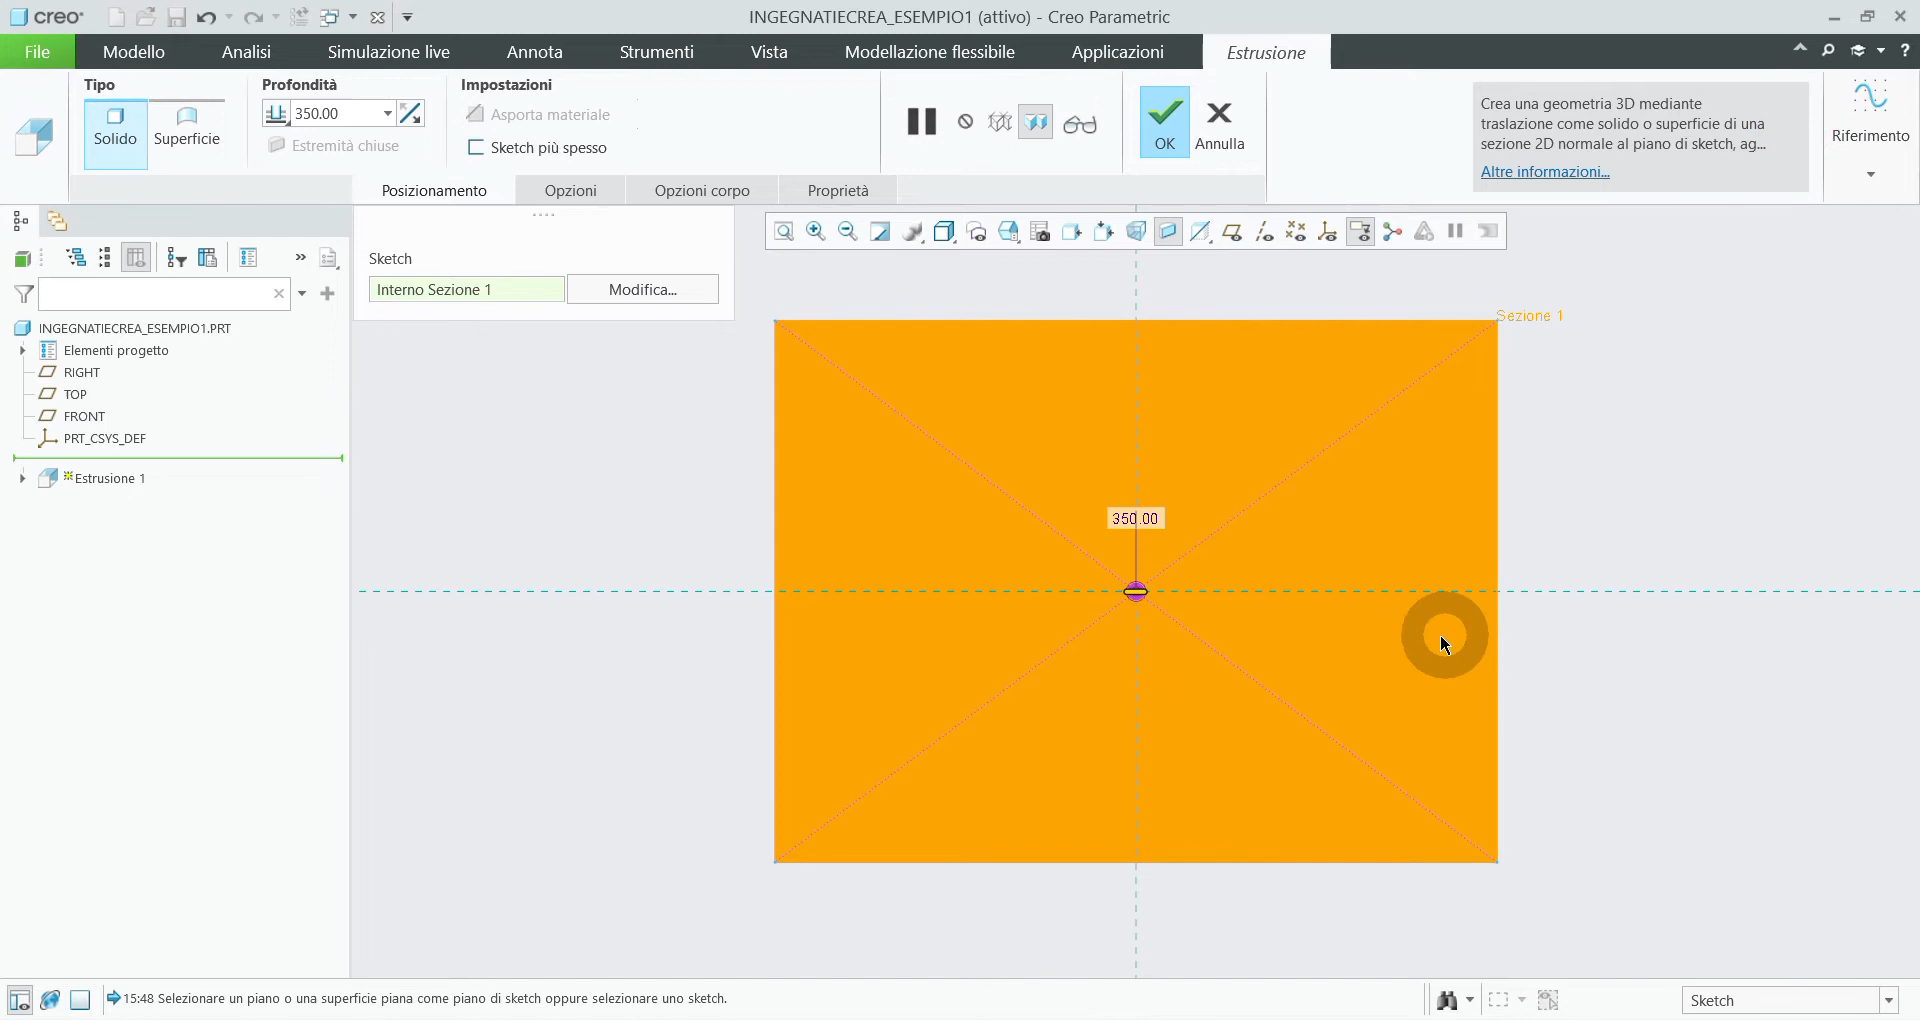 creo®
INGEGNATIECREA_ESEMPIO1 (attivo) - Creo Parametric
File Modello Analisi Simulazione live Annota Strumenti Vista Modellazione flessibile Applicazioni Estrusione
Tipo
Solido Superficie
Profondità
350.00
Estremità chiuse
Impostazioni
Asporta materiale
Sketch più spesso
OK Annulla
Crea una geometria 3D mediante
traslazione come solido o superficie di una
sezione 2D normale al piano di sketch, ag...
Altre informazioni...
Riferimento
Posizionamento Opzioni Opzioni corpo Proprietà
Sketch
Interno Sezione 1 Modifica...
INGEGNATIECREA_ESEMPIO1.PRT
Elementi progetto
RIGHT
TOP
FRONT
PRT_CSYS_DEF
Estrusione 1
Sezione 1
350.00
15:48 Selezionare un piano o una superficie piana come piano di sketch oppure selezionare uno sketch.
Sketch